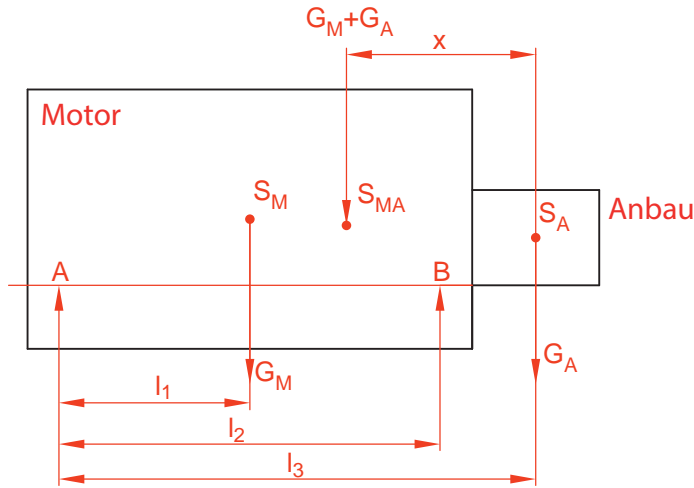 G_M+G_A
x
Motor
S_M
S_MA
S_A
Anbau
A
B
G_M
G_A
l_1
l_2
l_3